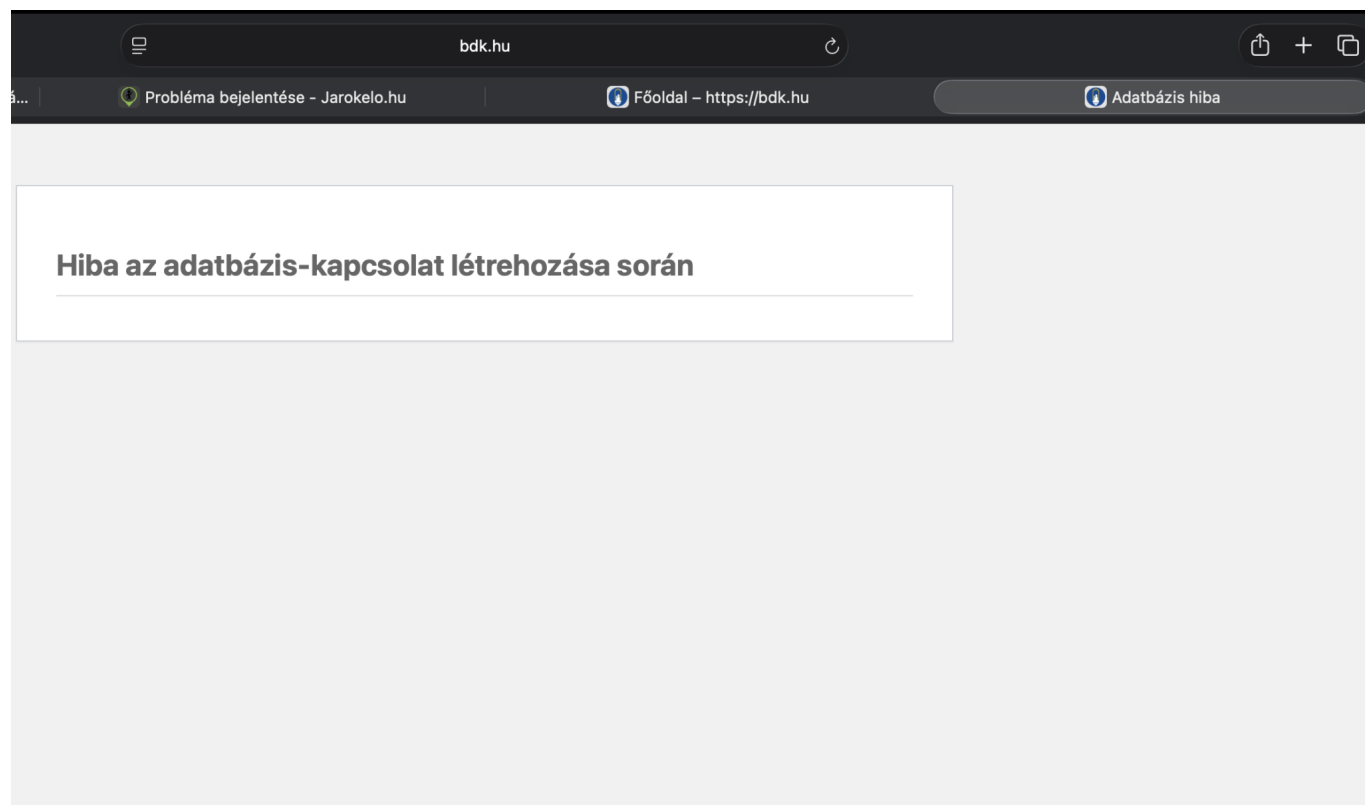 bdk.hu
á...
Probléma bejelentése - Jarokelo.hu
Főoldal – https://bdk.hu
Adatbázis hiba
Hiba az adatbázis-kapcsolat létrehozása során